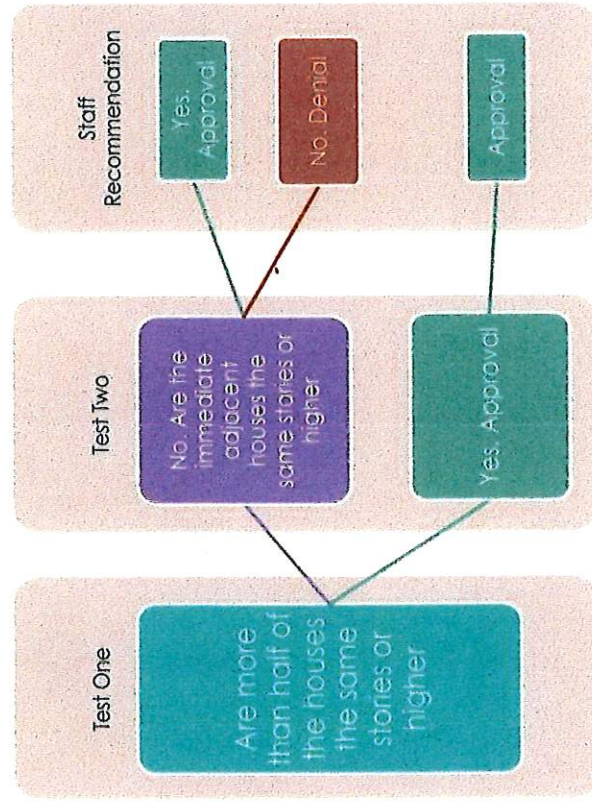 Test One
Are more
than half of
the houses
the same
stories or
higher
Test Two
No. Are the
immediate
adjacent
houses the
same stories or
higher
Yes. Approval
Staff
Recommendation
Yes.
Approval
No. Denial
Approval